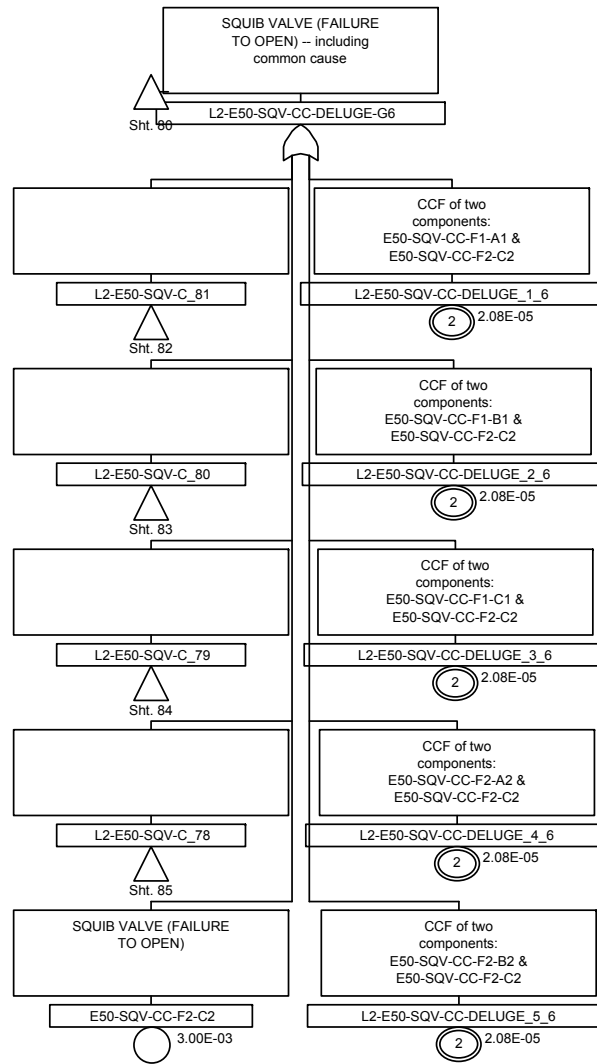 SQUIB VALVE (FAILURE
TO OPEN) -- including
common cause
L2-E50-SQV-CC-DELUGE-G6
Sht. 80
CCF of two
components:
E50-SQV-CC-F1-A1 &
E50-SQV-CC-F2-C2
L2-E50-SQV-C_81
L2-E50-SQV-CC-DELUGE_1_6
Sht. 82
2
2.08E-05
CCF of two
components:
E50-SQV-CC-F1-B1 &
E50-SQV-CC-F2-C2
L2-E50-SQV-C_80
L2-E50-SQV-CC-DELUGE_2_6
Sht. 83
2
2.08E-05
CCF of two
components:
E50-SQV-CC-F1-C1 &
E50-SQV-CC-F2-C2
L2-E50-SQV-C_79
L2-E50-SQV-CC-DELUGE_3_6
Sht. 84
2
2.08E-05
CCF of two
components:
E50-SQV-CC-F2-A2 &
E50-SQV-CC-F2-C2
L2-E50-SQV-C_78
L2-E50-SQV-CC-DELUGE_4_6
Sht. 85
2
2.08E-05
SQUIB VALVE (FAILURE
TO OPEN)
E50-SQV-CC-F2-C2
3.00E-03
CCF of two
components:
E50-SQV-CC-F2-B2 &
E50-SQV-CC-F2-C2
L2-E50-SQV-CC-DELUGE_5_6
2
2.08E-05